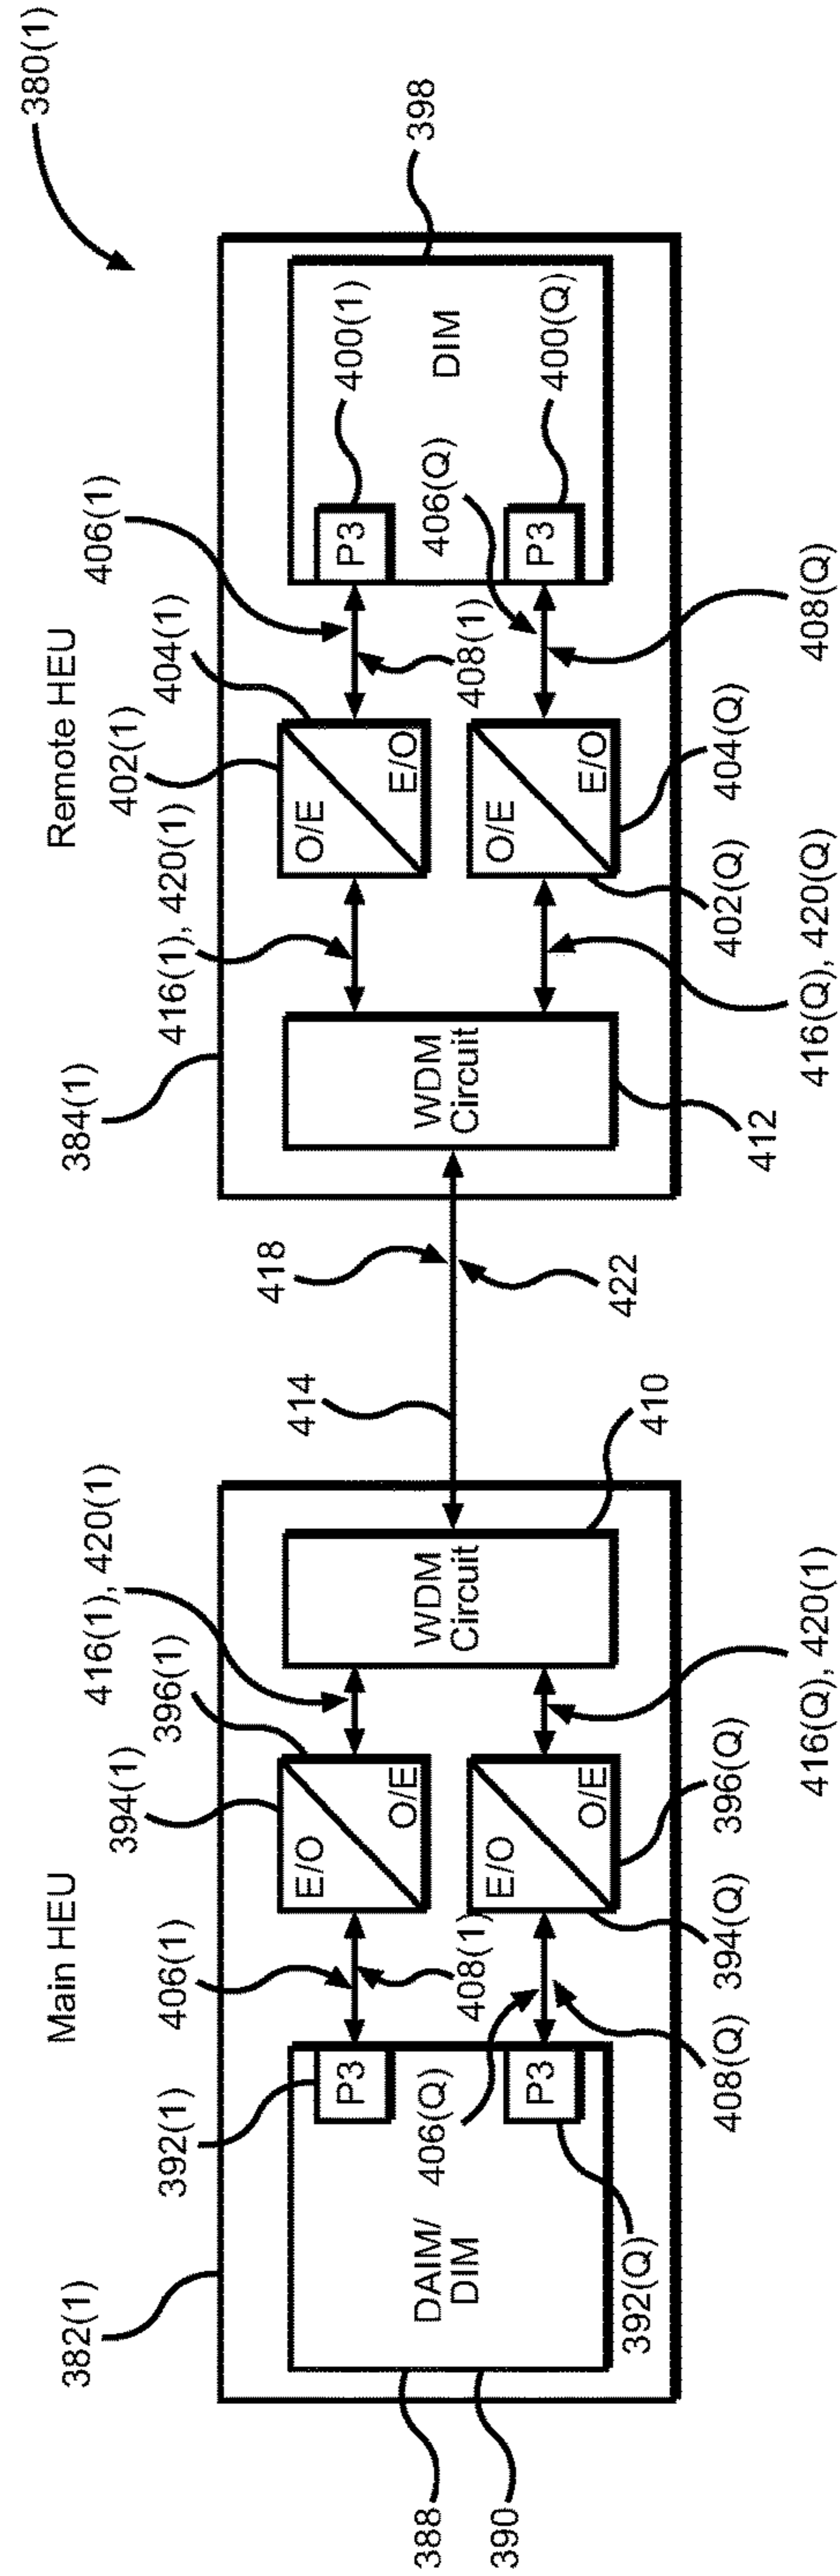 380(1)
Main HEU
Remote HEU
382(1)
392(1)
406(1)
394(1)
396(1)
416(1), 420(1)
414
418
384(1)
416(1), 420(1)
402(1)
404(1)
406(1)
398
P3
E/O
O/E
408(1)
WDM
Circuit
WDM
Circuit
O/E
E/O
408(1)
P3
400(1)
DAIM/
DIM
DIM
406(Q)
P3
E/O
O/E
O/E
E/O
406(Q)
P3
400(Q)
388
390
392(Q)
408(Q)
394(Q)
396(Q)
416(Q), 420(1)
410
422
412
416(Q), 420(Q)
402(Q)
404(Q)
408(Q)